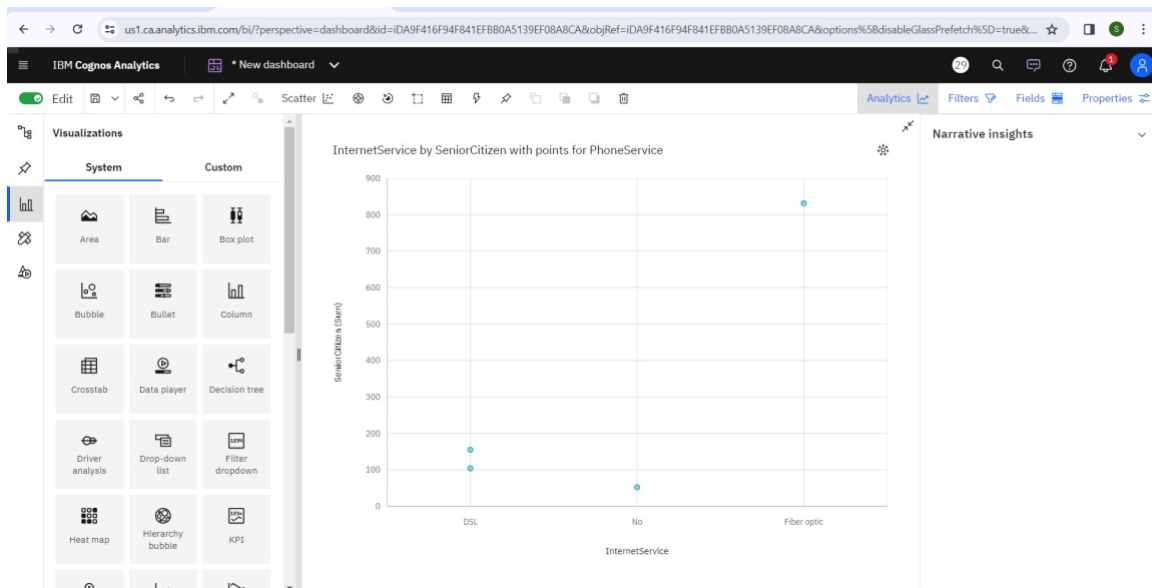 us1.ca.analytics.ibm.com/bi/?perspective=dashboard&id=iDA9F416F94F841EFBB0A5139EF08A8CA&objRef=iDA9F416F94F841EFBB0A5139EF08A8CA&options%5BdisableGlassPrefetch%5D=true&...
S
IBM Cognos Analytics
* New dashboard
29
1
Edit
Scatter
Analytics
Filters
Fields
Properties
Visualizations
System
Custom
Area
Bar
Box plot
Bubble
Bullet
Column
Crosstab
Data player
Decision tree
Driver
analysis
Drop-down
list
Filter
dropdown
Heat map
Hierarchy
bubble
KPI
InternetService by SeniorCitizen with points for PhoneService
SeniorCitizen (Sum)
900
800
700
600
500
400
300
200
100
0
DSL
No
Fiber optic
InternetService
Narrative insights